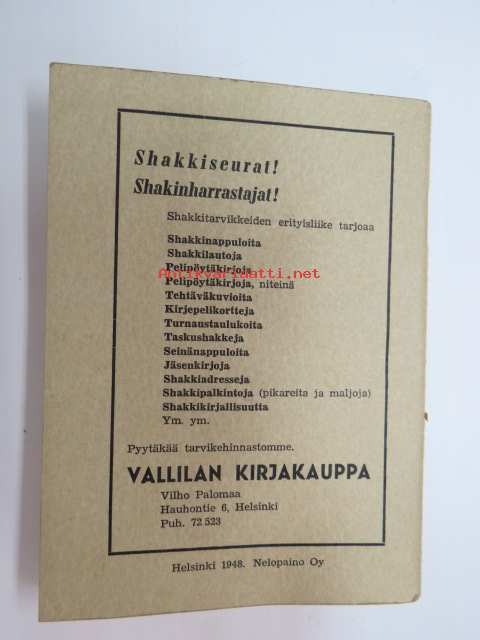 Shakkiseurat!
Shakinharrastajat!
Shakkitarvikkeiden erityisliike tarjoaa
Shakkinappuloita
Shakkilautoja
Pelipöytäkirjoja
Antikvariaatti.net
Pelipöytäkirjoja, niteinä
Tehtäväkuvioita
Kirjepelikortteja
Turnaustaulukoita
Taskushakkeja
Seinänappuloita
Jäsenkirjoja
Shakkiadresseja
Shakkipalkintoja (pikareita ja maljoja)
Shakkikirjallisuutta
Ym. ym.
Pyytäkää tarvikehinnastomme.
VALLILAN KIRJAKAUPPA
Vilho Palomaa
Hauhontie 6, Helsinki
Puh. 72 523
Helsinki 1948. Nelopaino Oy